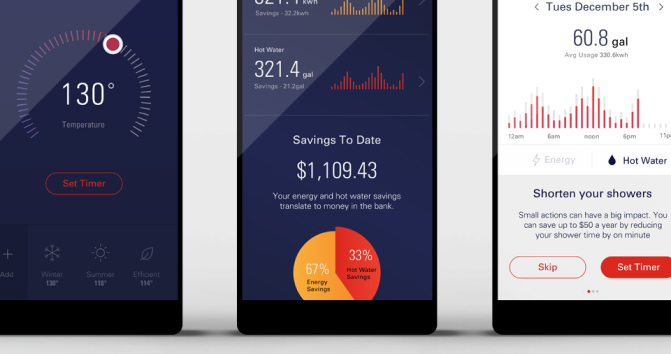 130°
Temperature
Set Timer
Add
Winter
130°
Summer
118°
Efficient
114°
kwh
Savings - 32.2kwh
Hot Water
321.4 gal
Savings - 21.2gal
Savings To Date
$1,109.43
Your energy and hot water savings
translate to money in the bank.
67%
Energy
Savings
33%
Hot Water
Savings
< Tues December 5th >
60.8 gal
Avg Usage 330.6kwh
12am 6am noon 6pm 11p
Energy
Hot Water
Shorten your showers
Small actions can have a big impact. You
can save up to $50 a year by reducing
your shower time by on minute
Skip
Set Timer